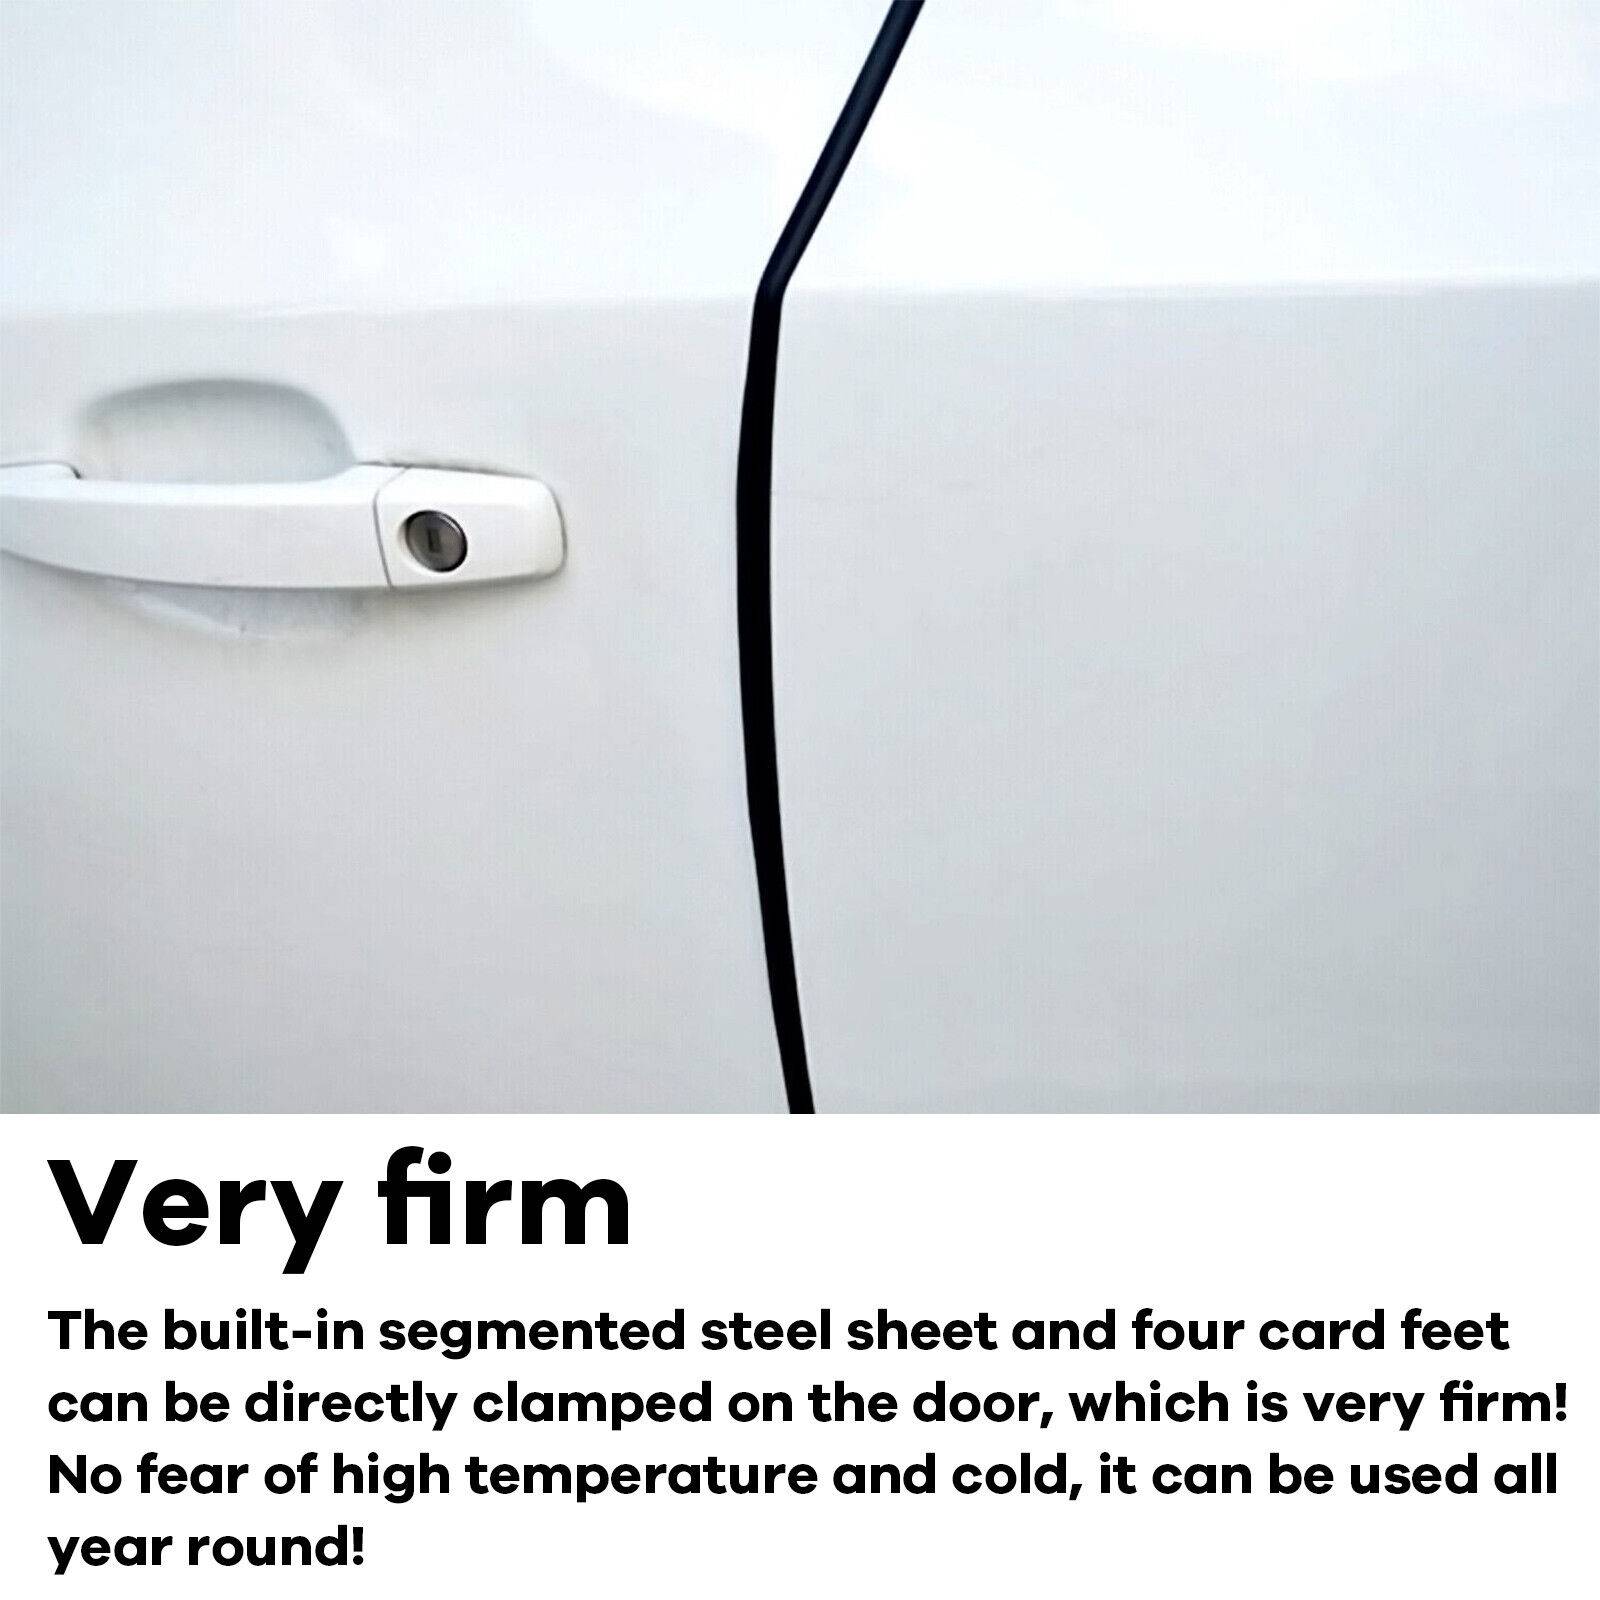 Very firm
The built-in segmented steel sheet and four card feet
can be directly clamped on the door, which is very firm!
No fear of high temperature and cold, it can be used all
year round!